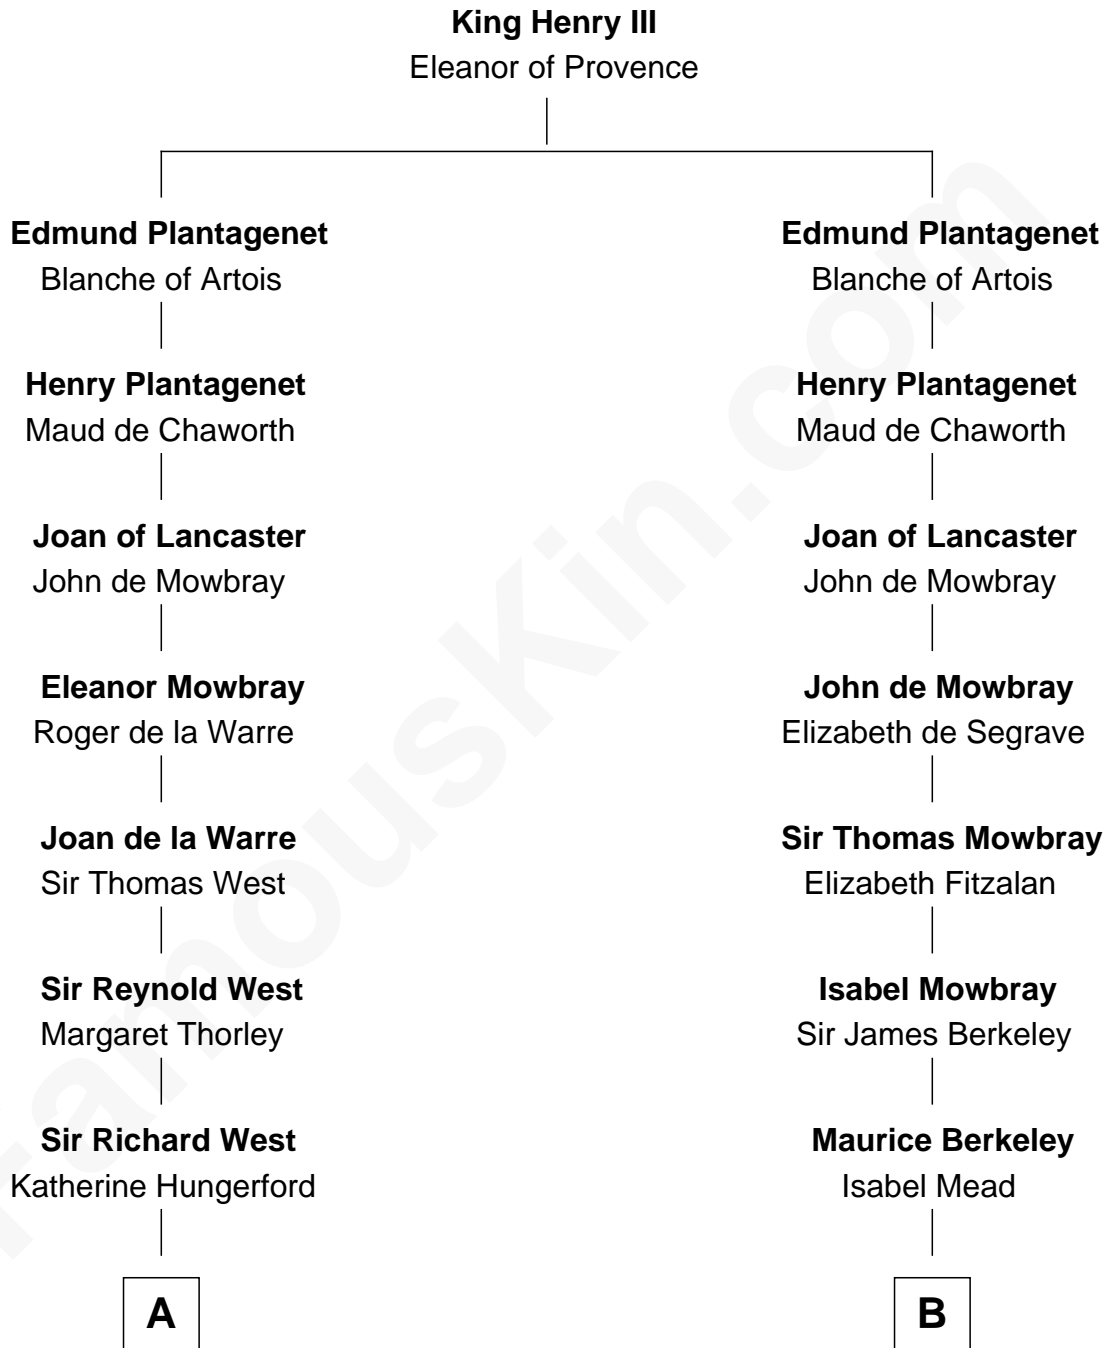 King Henry III
Eleanor of Provence
Edmund Plantagenet
Blanche of Artois
Edmund Plantagenet
Blanche of Artois
Henry Plantagenet
Maud de Chaworth
Henry Plantagenet
Maud de Chaworth
Joan of Lancaster
John de Mowbray
Joan of Lancaster
John de Mowbray
Eleanor Mowbray
Roger de la Warre
John de Mowbray
Elizabeth de Segrave
Joan de la Warre
Sir Thomas West
Sir Thomas Mowbray
Elizabeth Fitzalan
Sir Reynold West
Margaret Thorley
Isabel Mowbray
Sir James Berkeley
Sir Richard West
Katherine Hungerford
Maurice Berkeley
Isabel Mead
A
B
FamousKin.com